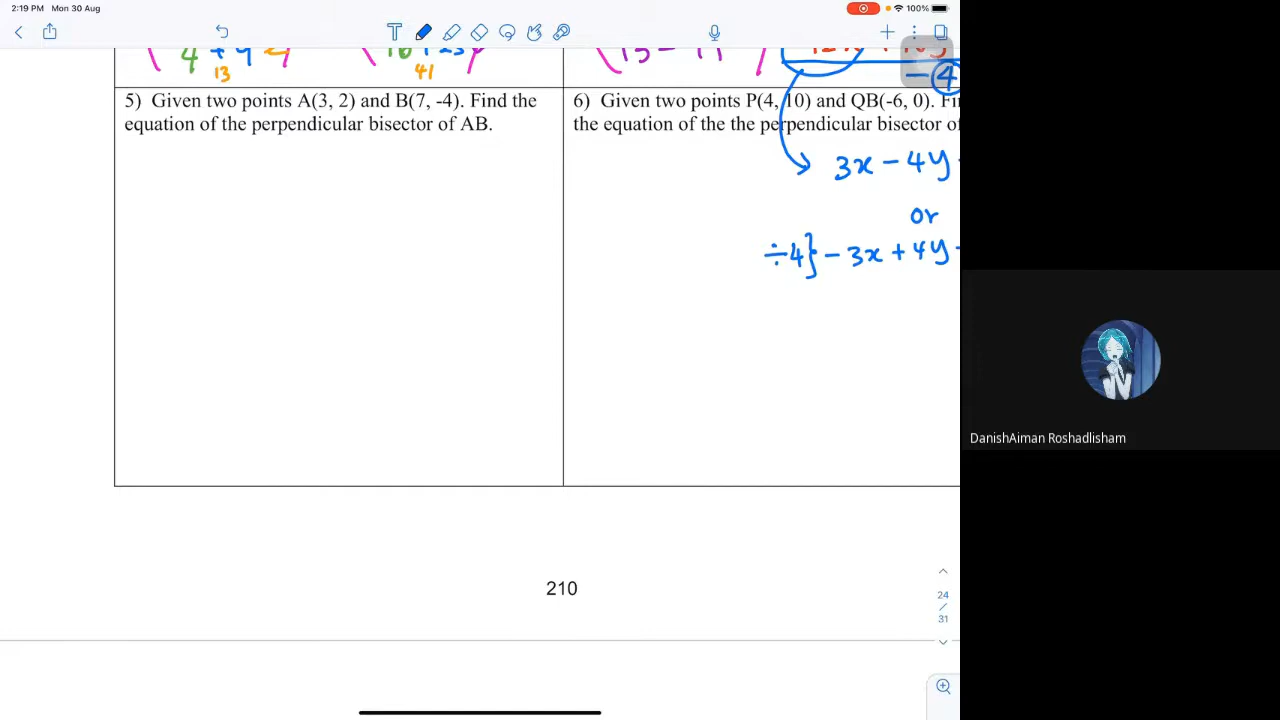 2:19 PM Mon 30 Aug
100%
T
13
41
- 4
5) Given two points A(3, 2) and B(7, -4). Find the
equation of the perpendicular bisector of AB.
6) Given two points P(4, 10) and QB(-6, 0). Fi
the equation of the the perpendicular bisector of
3x - 4y
or
÷4} - 3x + 4y
DanishAiman Roshadlisham
210
24
/
31